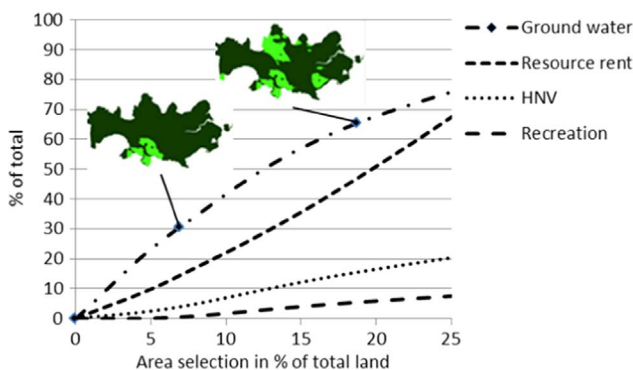 100
90
80
70
60
50
40
30
20
10
0
% of total
0 5 10 15 20 25
Area selection in % of total land
Ground water
Resource rent
HNV
Recreation